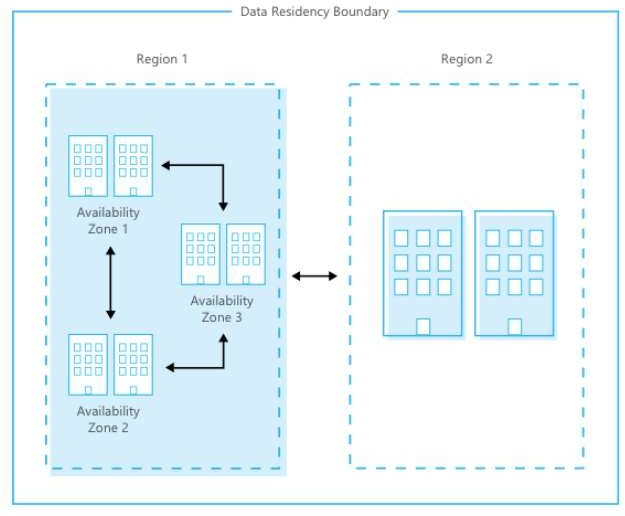 Data Residency Boundary
Region 1
Region 2
Availability
Zone 1
Availability
Zone 3
Availability
Zone 2